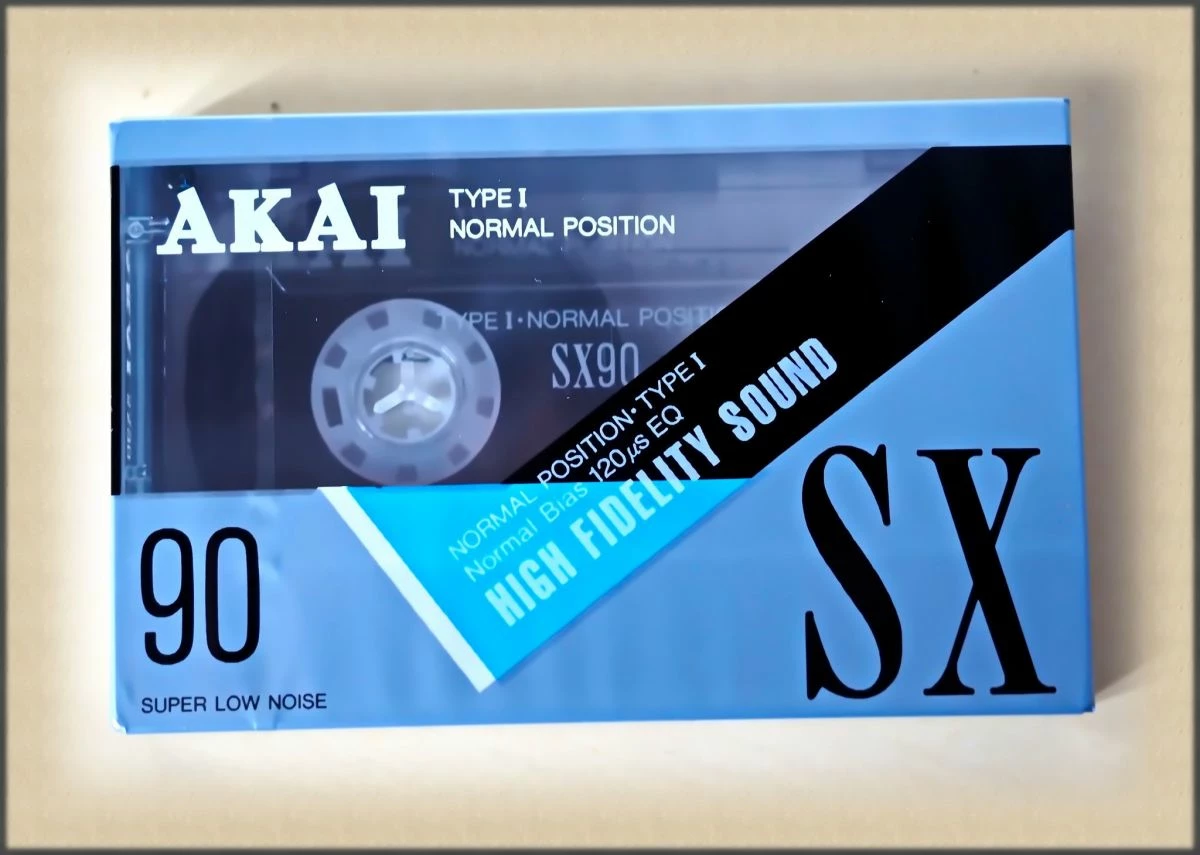 AKAI
TYPE I
NORMAL POSITION
TYPE I·NORMAL POSITI
SX90
NORMAL POSITION·TYPE I
Normal Bias 120μs EQ
HIGH FIDELITY SOUND
90
SX
SUPER LOW NOISE